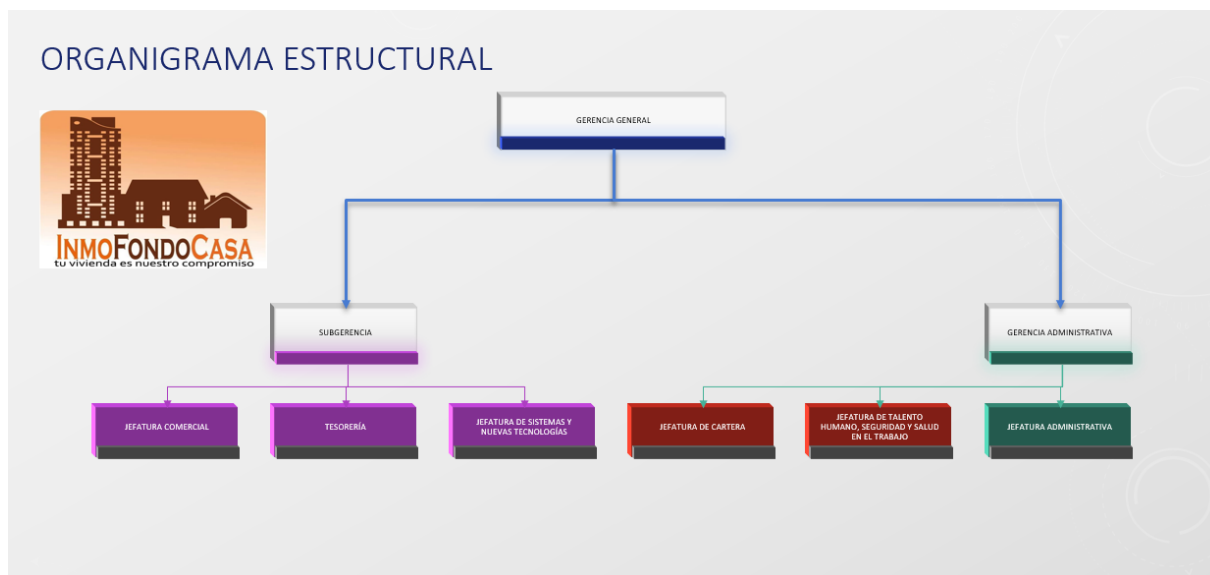 ORGANIGRAMA ESTRUCTURAL
GERENCIA GENERAL
INMOFONDOCASA
tu vivienda es nuestro compromiso
SUBGERENCIA
GERENCIA ADMINISTRATIVA
JEFATURA COMERCIAL
TESORERÍA
JEFATURA DE SISTEMAS Y
NUEVAS TECNOLOGÍAS
JEFATURA DE CARTERA
JEFATURA DE TALENTO
HUMANO, SEGURIDAD Y SALUD
EN EL TRABAJO
JEFATURA ADMINISTRATIVA